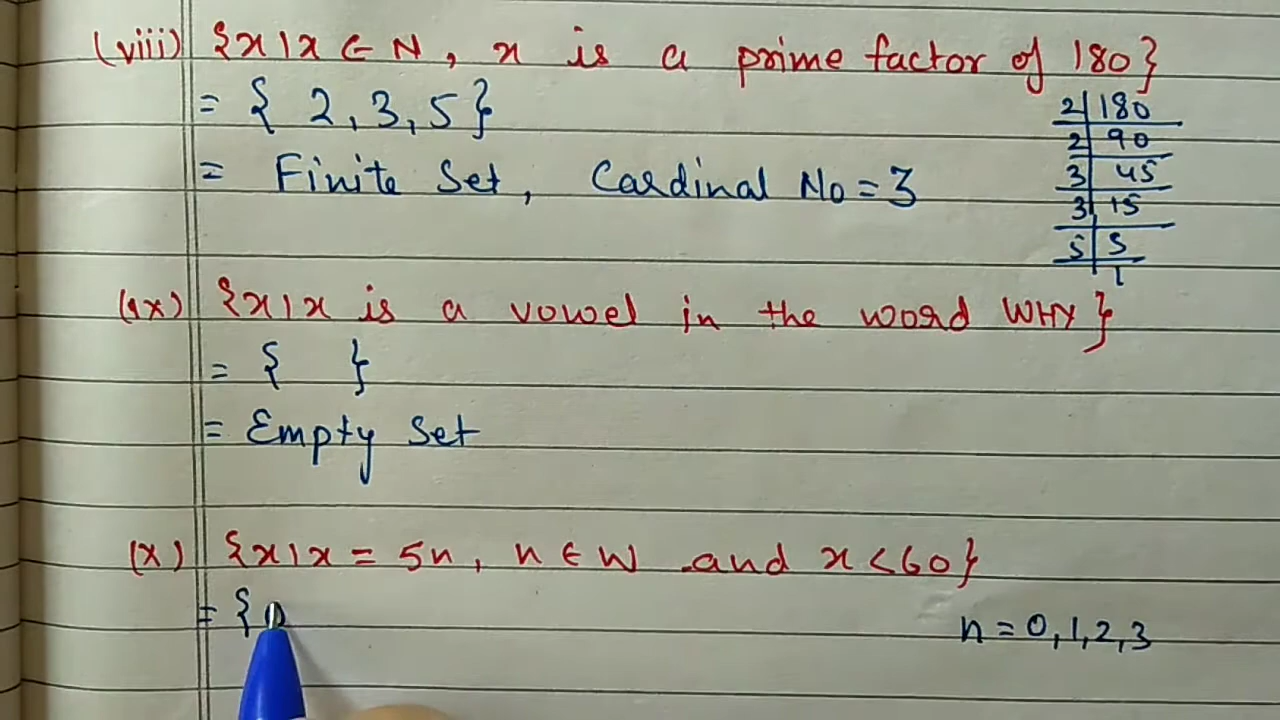 (viii) {x | x ∈ N, x is a prime factor of 180}
= { 2, 3, 5 }
= Finite Set, Cardinal No = 3
2 | 180
2 | 90
3 | 45
3 | 15
5 | 5
1
(ix) {x | x is a vowel in the word WHY}
= { }
= Empty Set
(x) {x | x = 5n, n ∈ W and x < 60}
= { 0
n = 0, 1, 2, 3